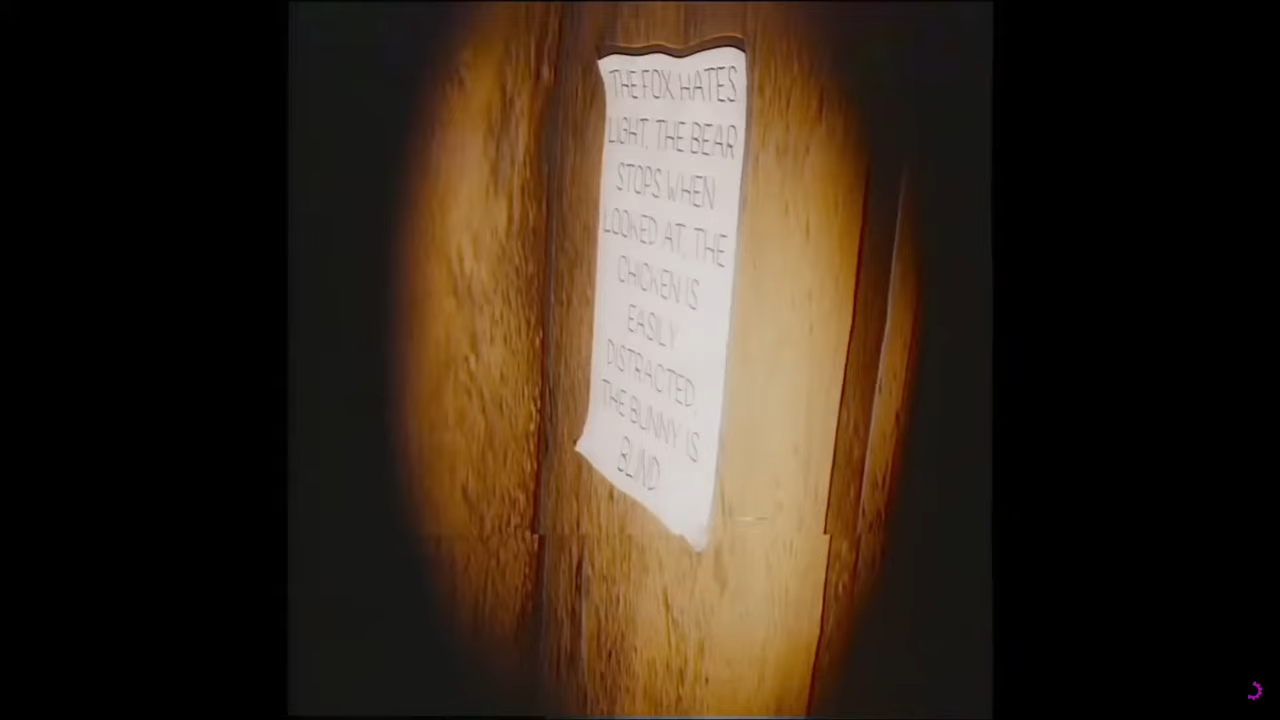 THE FOX HATES
LIGHT. THE BEAR
STOPS WHEN
LOOKED AT. THE
CHICKEN IS
EASILY
DISTRACTED.
THE BUNNY IS
BLIND